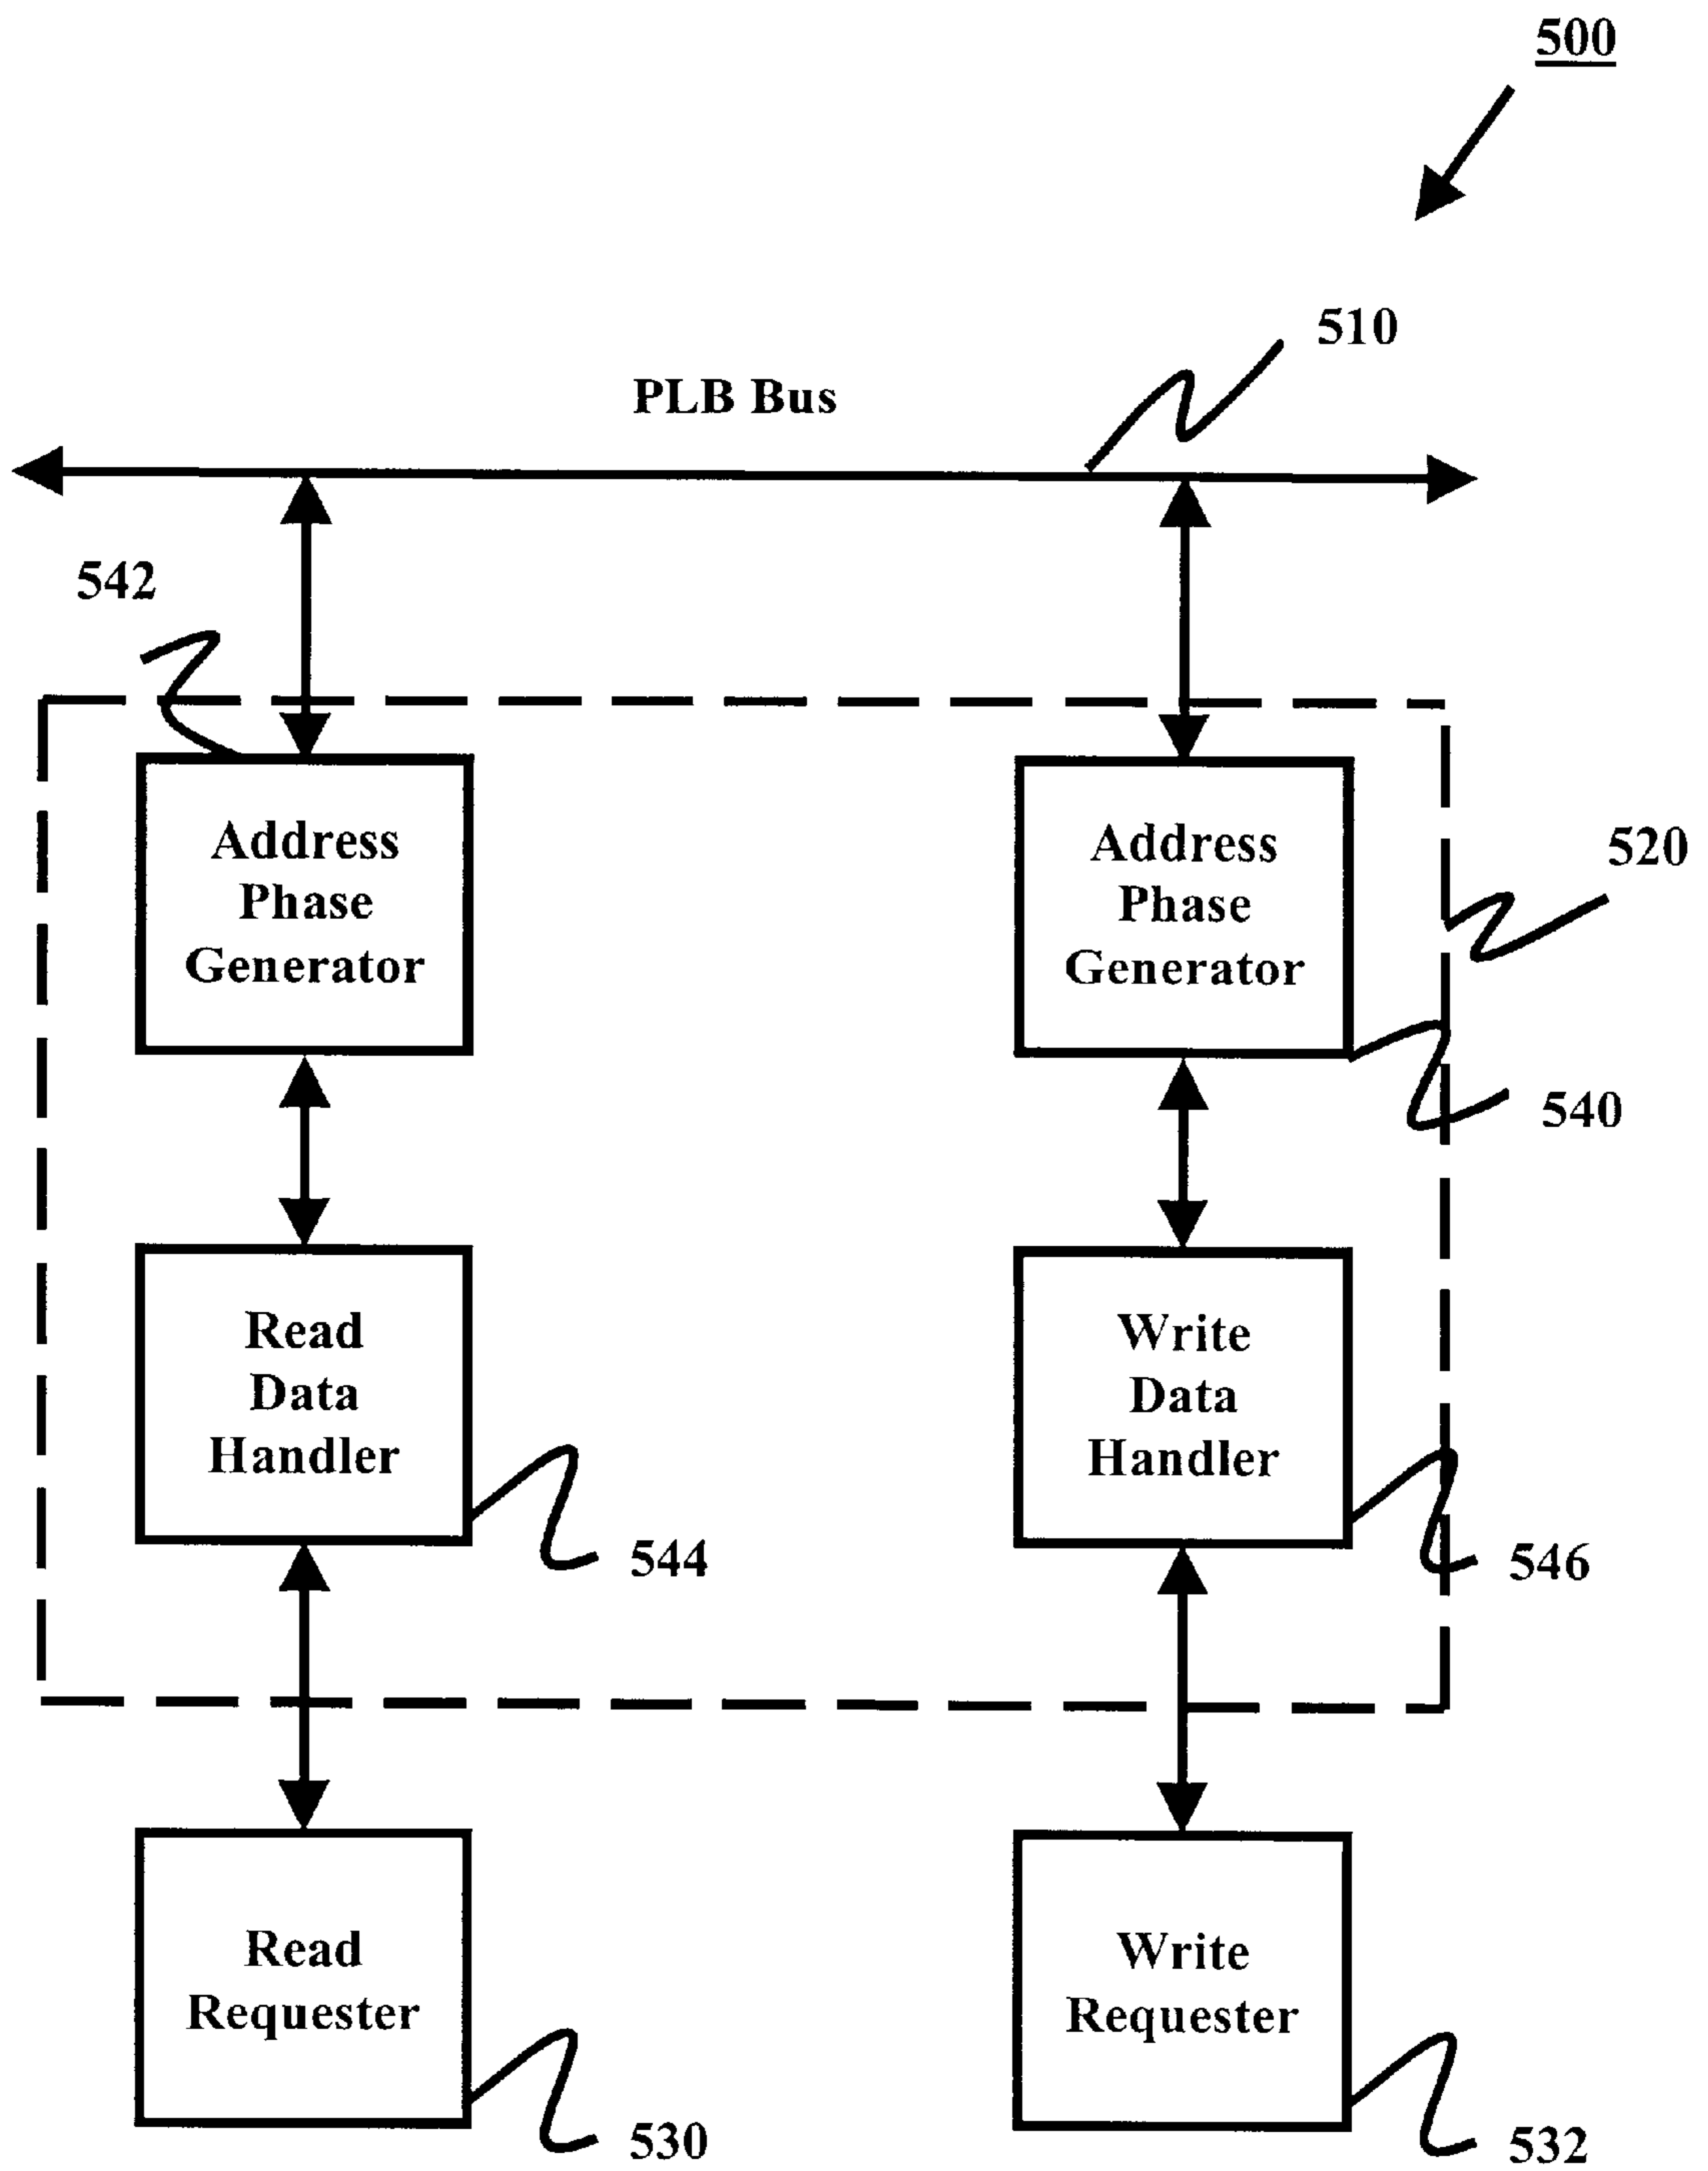 500
510
PLB Bus
542
Address
Phase
Generator
Address
Phase
Generator
520
540
Read
Data
Handler
Write
Data
Handler
544
546
Read
Requester
Write
Requester
530
532